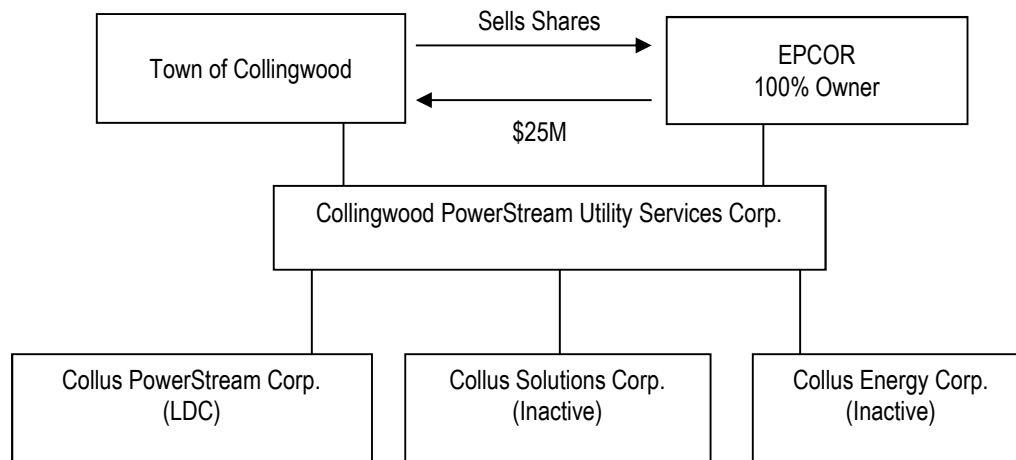 Sells Shares
Town of Collingwood
EPCOR
100% Owner
$25M
Collingwood PowerStream Utility Services Corp.
Collus PowerStream Corp.
(LDC)
Collus Solutions Corp.
(Inactive)
Collus Energy Corp.
(Inactive)